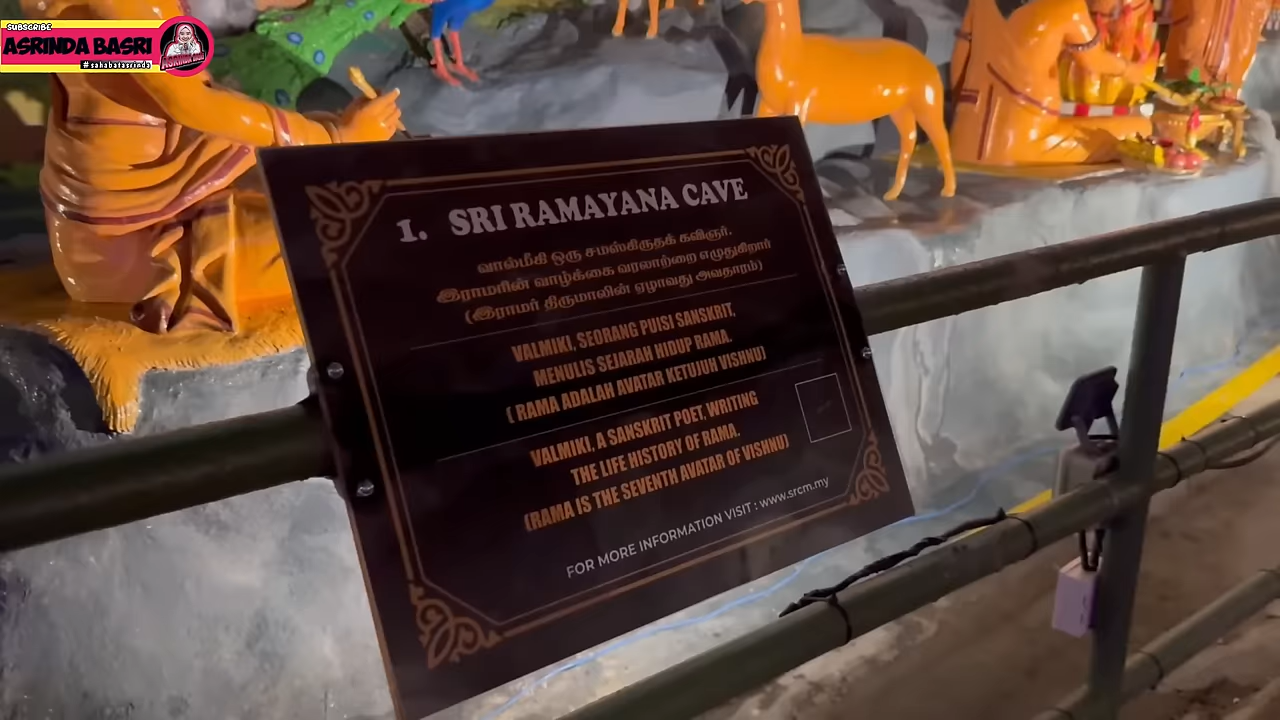 SUBSCRIBE
ASRINDA BASRI
#sahabatasrinda
1. SRI RAMAYANA CAVE
வால்மீகி ஒரு சமஸ்கிருதக் கவிஞர்.
இராமரின் வாழ்க்கை வரலாற்றை எழுதுகிறார்
(இராமர் திருமாலின் ஏழாவது அவதாரம்)
VALMIKI, SEORANG PUISI SANSKRIT,
MENULIS SEJARAH HIDUP RAMA.
( RAMA ADALAH AVATAR KETUJUH VISHNU)
VALMIKI, A SANSKRIT POET, WRITING
THE LIFE HISTORY OF RAMA.
(RAMA IS THE SEVENTH AVATAR OF VISHNU)
FOR MORE INFORMATION VISIT : www.srcm.my